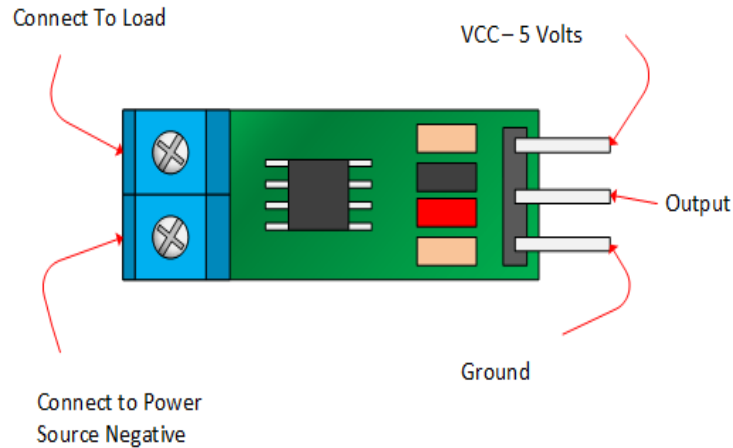 Connect To Load
VCC – 5 Volts
Output
Ground
Connect to Power
Source Negative